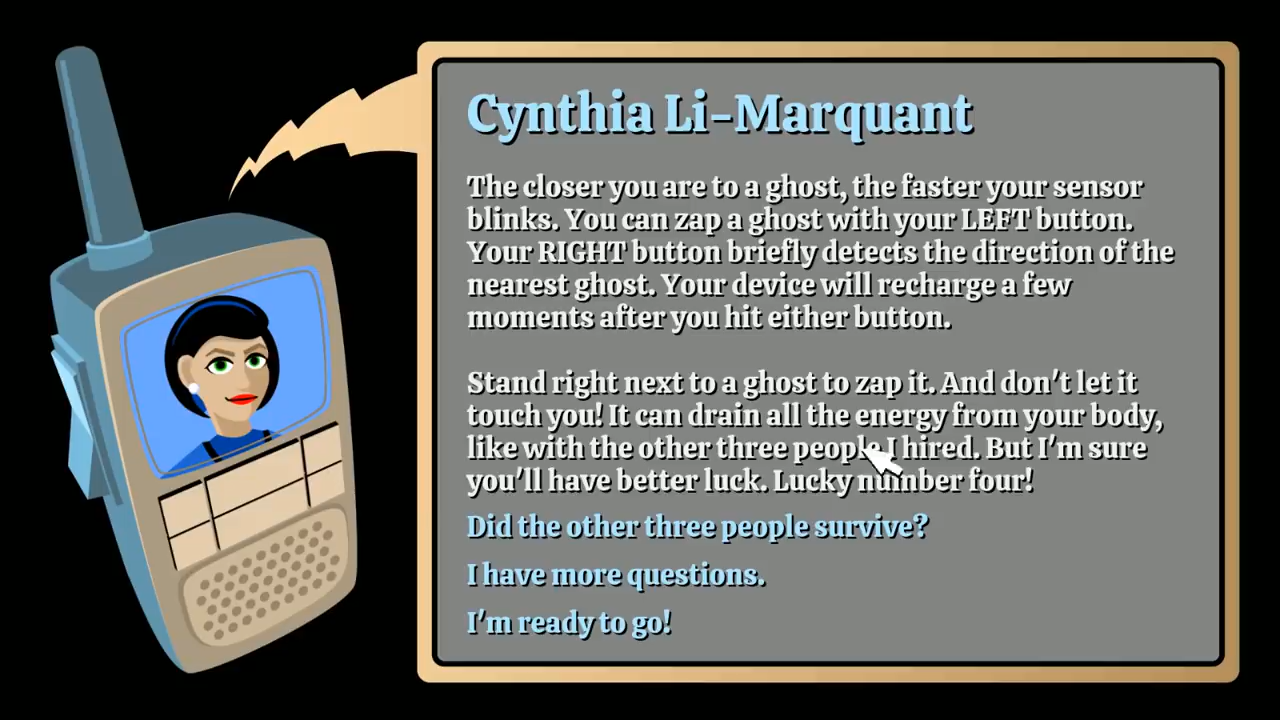 Cynthia Li-Marquant
The closer you are to a ghost, the faster your sensor
blinks. You can zap a ghost with your LEFT button.
Your RIGHT button briefly detects the direction of the
nearest ghost. Your device will recharge a few
moments after you hit either button.
Stand right next to a ghost to zap it. And don't let it
touch you! It can drain all the energy from your body,
like with the other three people I hired. But I'm sure
you'll have better luck. Lucky number four!
Did the other three people survive?
I have more questions.
I'm ready to go!